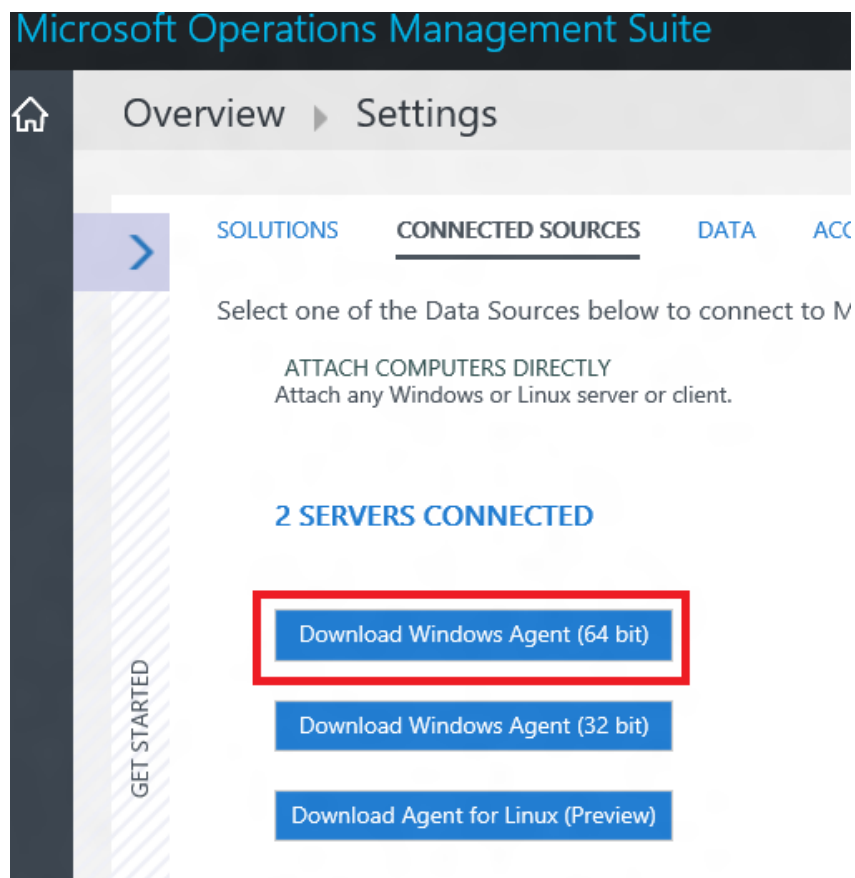 Microsoft Operations Management Suite
Overview Settings
SOLUTIONS CONNECTED SOURCES DATA
Select one of the Data Sources below to connect to
ATTACH COMPUTERS DIRECTLY
Attach any Windows or Linux server or client.
2 SERVERS CONNECTED
Download Windows Agent (64 bit)
Download Windows Agent (32 bit)
Download Agent for Linux (Preview)
GET STARTED